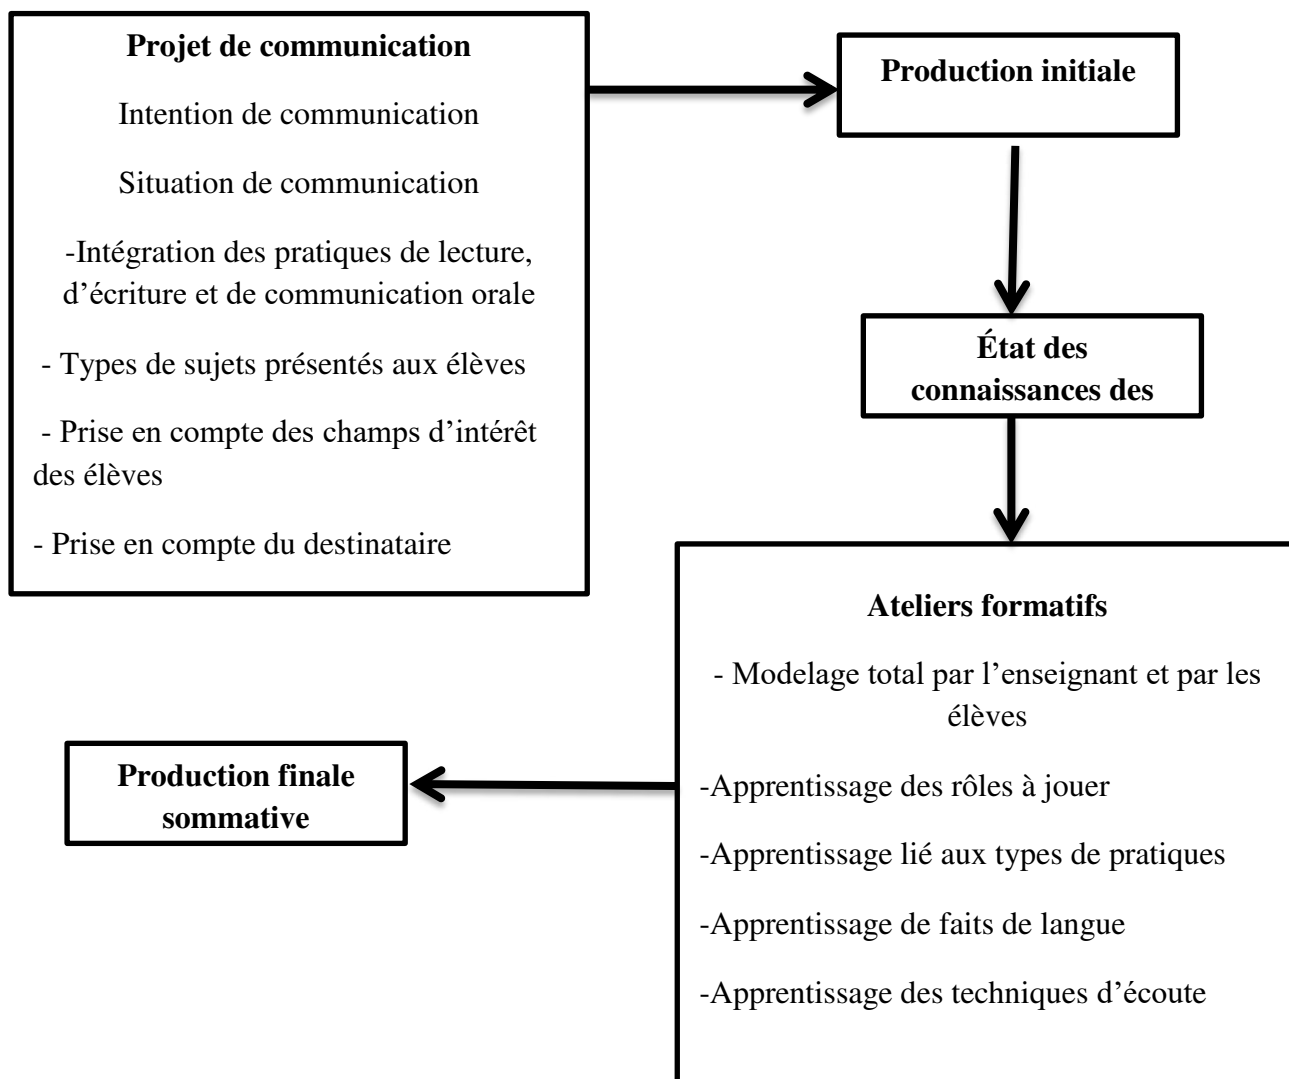 Projet de communication
Intention de communication
Situation de communication
-Intégration des pratiques de lecture,
d’écriture et de communication orale
- Types de sujets présentés aux élèves
- Prise en compte des champs d’intérêt
des élèves
- Prise en compte du destinataire
Production initiale
État des
connaissances des
Ateliers formatifs
- Modelage total par l’enseignant et par les
élèves
-Apprentissage des rôles à jouer
-Apprentissage lié aux types de pratiques
-Apprentissage de faits de langue
-Apprentissage des techniques d’écoute
Production finale
sommative